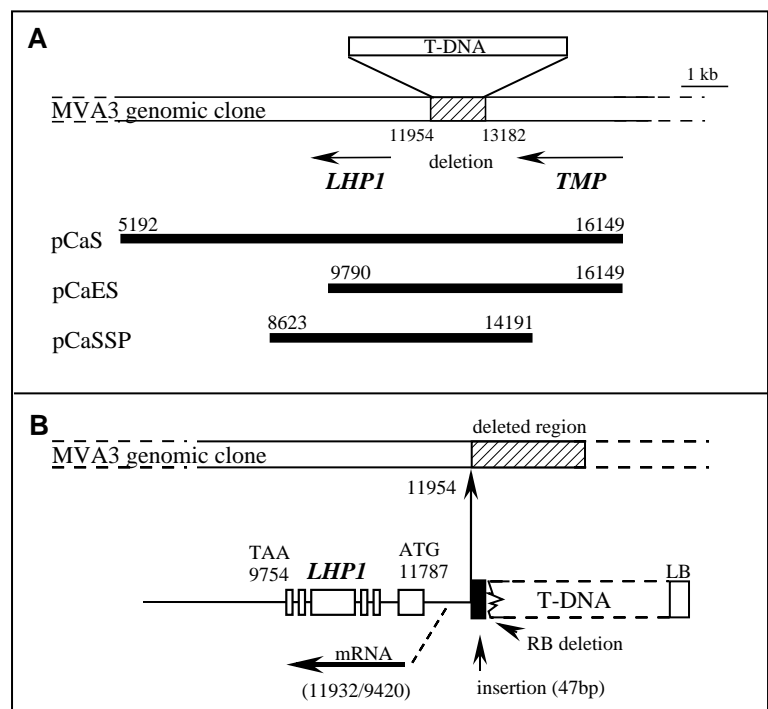 A
T-DNA
1 kb
MVA3 genomic clone
11954 13182
deletion
LHP1 TMP
5192 16149
pCaS
9790 16149
pCaES
8623 14191
pCaSSP
B
deleted region
MVA3 genomic clone
11954
TAA LHP1 ATG
9754 11787
LB
T-DNA
RB deletion
mRNA
(11932/9420)
insertion (47bp)